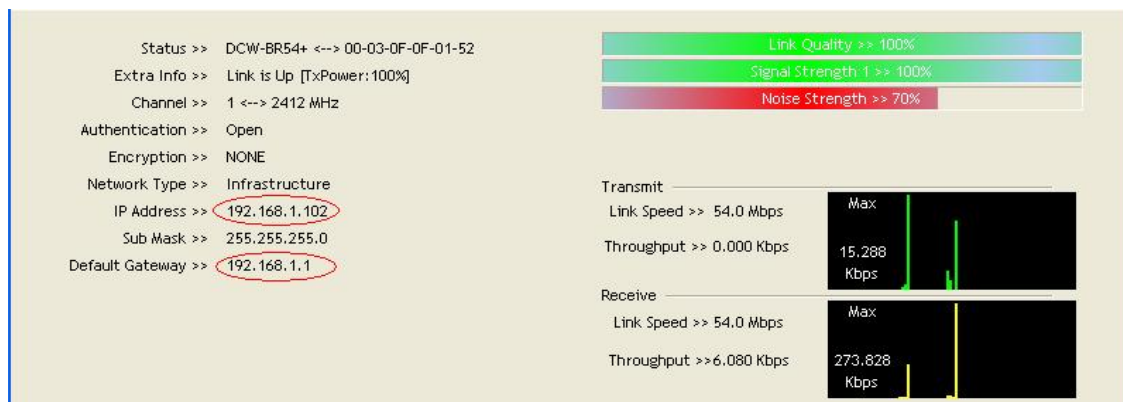 Status >> DCW-BR54+ <--> 00-03-0F-0F-01-52
Extra Info >> Link is Up [TxPower:100%]
Channel >> 1 <--> 2412 MHz
Authentication >> Open
Encryption >> NONE
Network Type >> Infrastructure
IP Address >> 192.168.1.102
Sub Mask >> 255.255.255.0
Default Gateway >> 192.168.1.1
Link Quality >> 100%
Signal Strength 1 >> 100%
Noise Strength >> 70%
Transmit
Link Speed >> 54.0 Mbps
Throughput >> 0.000 Kbps
Max
15.288
Kbps
Receive
Link Speed >> 54.0 Mbps
Throughput >>6.080 Kbps
Max
273.828
Kbps